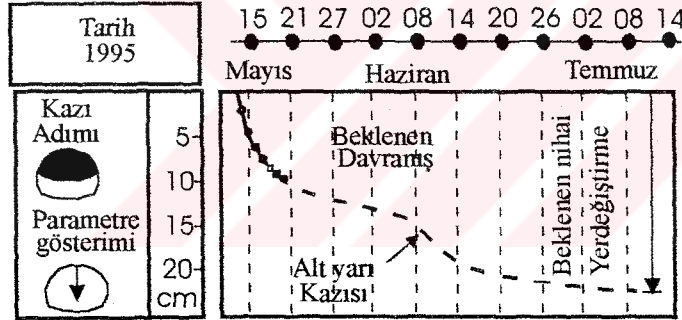 Tarih
1995
15 21 27 02 08 14 20 26 02 08 14
Mayıs Haziran Temmuz
Kazı
Adımı
Parametre
gösterimi
5
10
15
20
cm
Beklenen
Davranış
Alt yarı
Kazısı
Beklenen nihai
Yerdeğiştirme